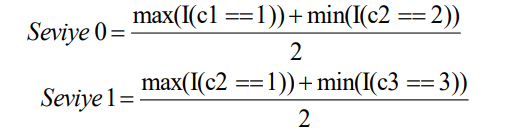 Seviye 0 = max(I(c1 ==1))+min(I(c2 == 2)) / 2
Seviye 1 = max(I(c2 ==1))+min(I(c3 ==3)) / 2